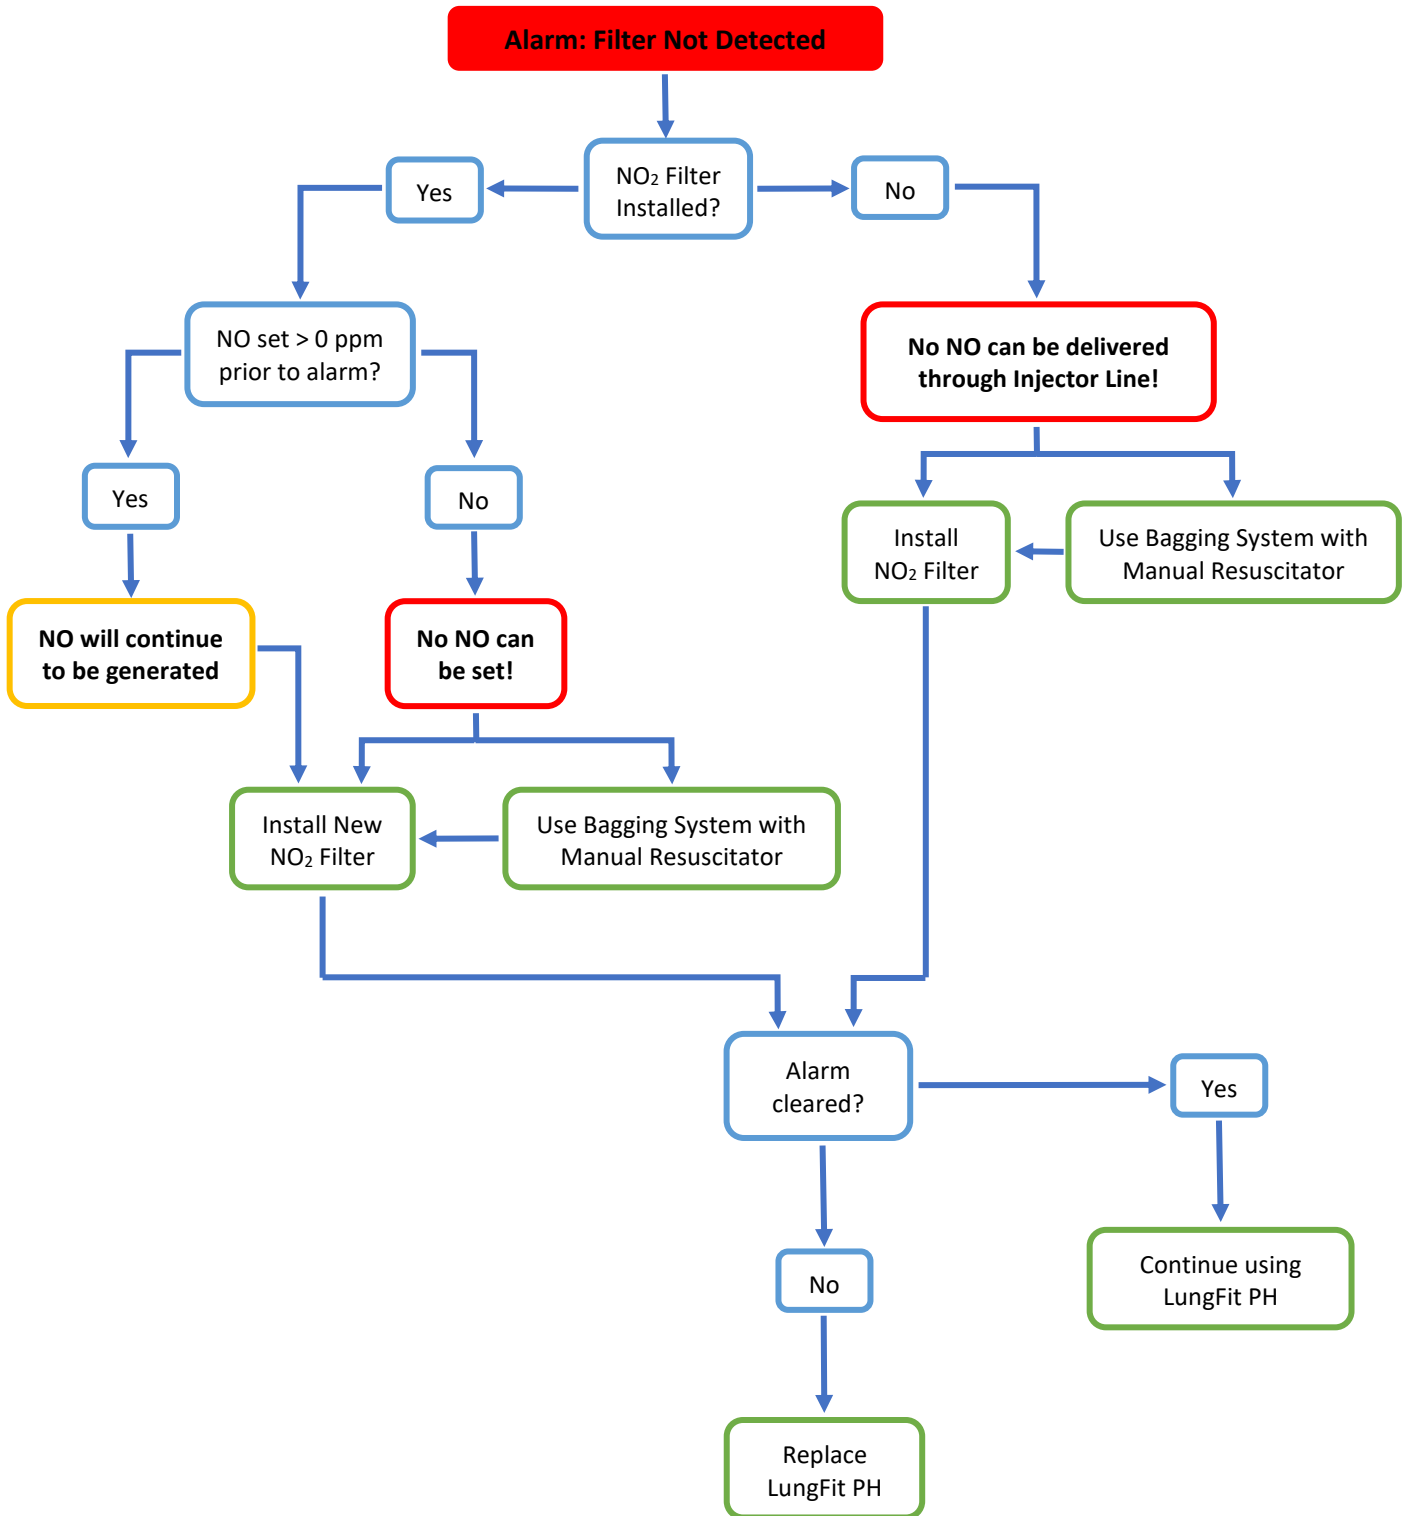 Alarm: Filter Not Detected
NO₂ Filter
Installed?
Yes
No
NO set > 0 ppm
prior to alarm?
No NO can be delivered
through Injector Line!
Yes
No
Install
NO₂ Filter
Use Bagging System with
Manual Resuscitator
NO will continue
to be generated
No NO can
be set!
Install New
NO₂ Filter
Use Bagging System with
Manual Resuscitator
Alarm
cleared?
Yes
No
Continue using
LungFit PH
Replace
LungFit PH